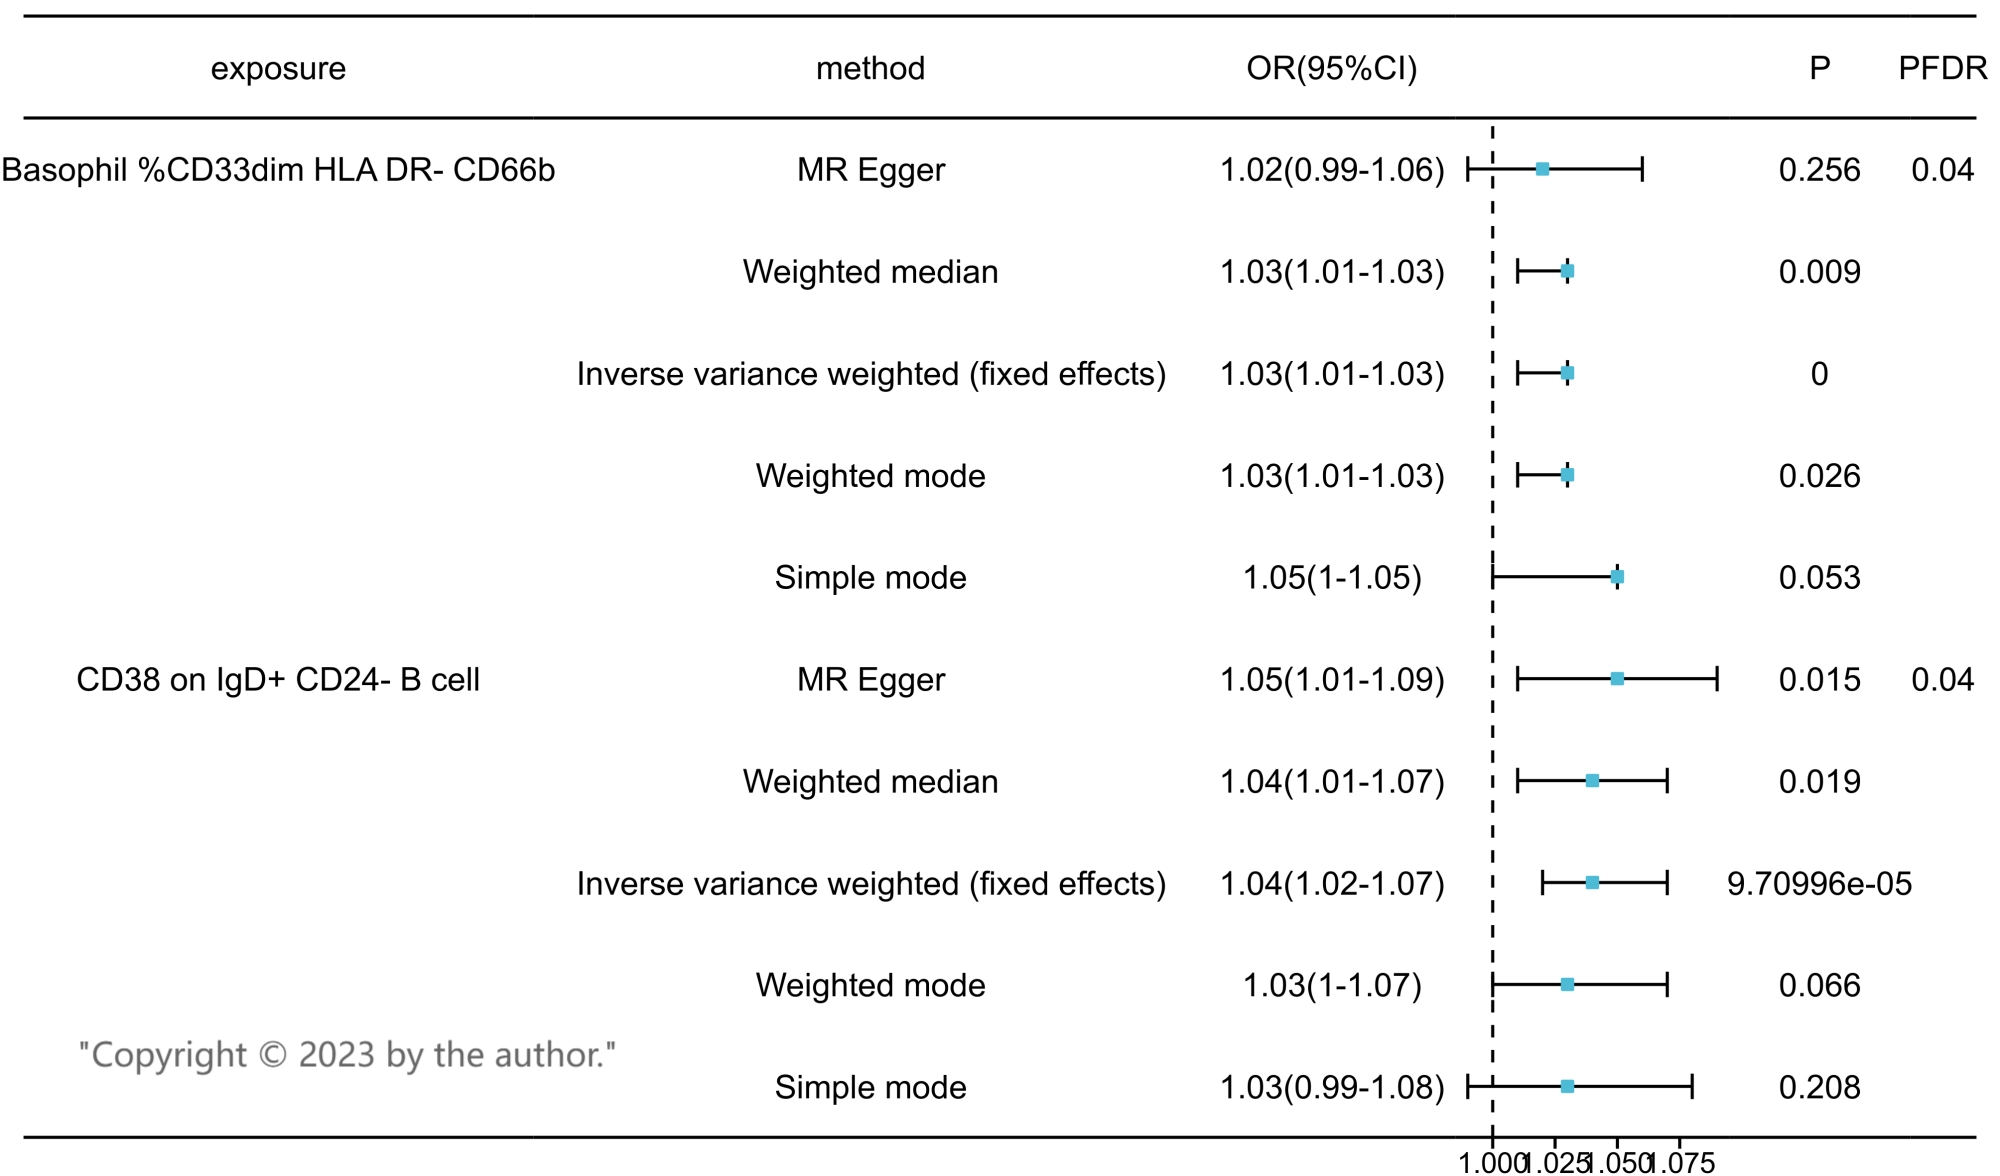 exposure method OR(95%CI) P PFDR
Basophil %CD33dim HLA DR- CD66b MR Egger 1.02(0.99-1.06) 0.256 0.04
Weighted median 1.03(1.01-1.03) 0.009
Inverse variance weighted (fixed effects) 1.03(1.01-1.03) 0
Weighted mode 1.03(1.01-1.03) 0.026
Simple mode 1.05(1-1.05) 0.053
CD38 on IgD+ CD24- B cell MR Egger 1.05(1.01-1.09) 0.015 0.04
Weighted median 1.04(1.01-1.07) 0.019
Inverse variance weighted (fixed effects) 1.04(1.02-1.07) 9.70996e-05
Weighted mode 1.03(1-1.07) 0.066
"Copyright © 2023 by the author."
Simple mode 1.03(0.99-1.08) 0.208
1.000 1.025 1.050 1.075